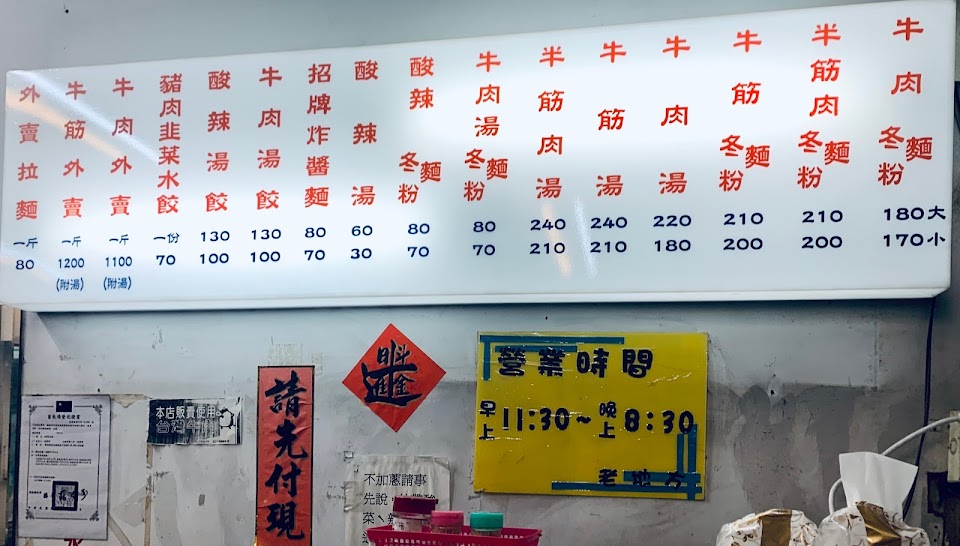 牛肉冬粉麵 180大 170小
半筋肉冬粉麵 210 200
牛筋冬粉麵 210 200
牛肉湯 220 180
牛筋湯 240 210
半筋肉湯 240 210
牛肉湯冬粉麵 80 70
酸辣冬粉麵 80 70
酸辣湯 60 30
招牌炸醬麵 80 70
牛肉湯餃 130 100
酸辣湯餃 130 100
豬肉韭菜水餃 一份 70
牛肉外賣 一斤 1100 (附湯)
牛筋外賣 一斤 1200 (附湯)
外賣拉麵 一斤 80
本店販賣使用
台灣牛
請先付現
日進斗金
不加蔥請事
先說
菜、辣
營業時間
早上11:30~晚上8:30
老地方